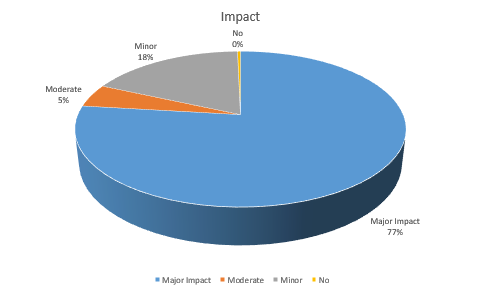 Impact
No
0%
Minor
18%
Moderate
5%
Major Impact
77%
Major Impact Moderate Minor No